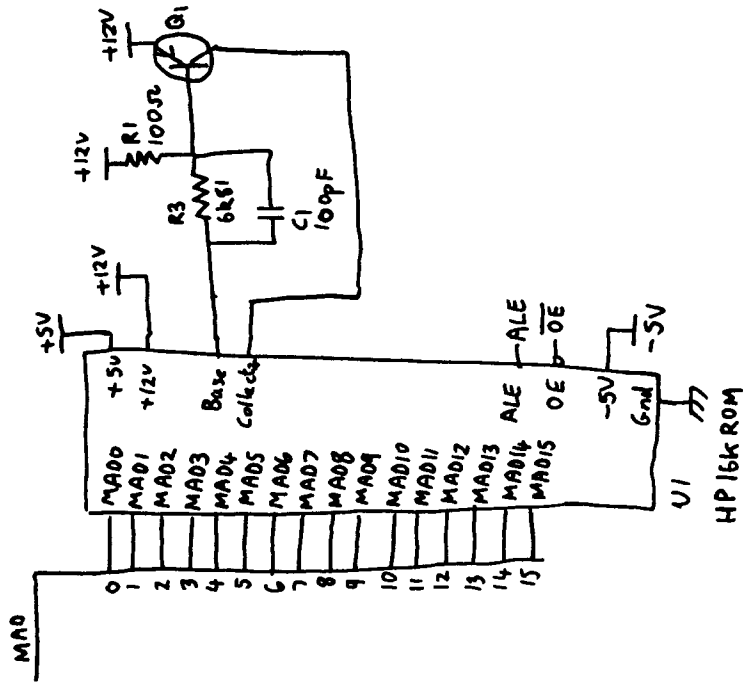 MAD
0
1
2
3
4
5
6
7
8
9
10
11
12
13
14
15
MAD0
MAD1
MAD2
MAD3
MAD4
MAD5
MAD6
MAD7
MAD8
MAD9
MAD10
MAD11
MAD12
MAD13
MAD14
MAD15
+5V
+12V
Base
Collector
ALE
OE
-5V
Gnd
U1
HP 16k ROM
+5V
+12V
ALE
OE
-5V
R3
6k81
C1
100pF
+12V
R1
100Ω
+12V
Q1